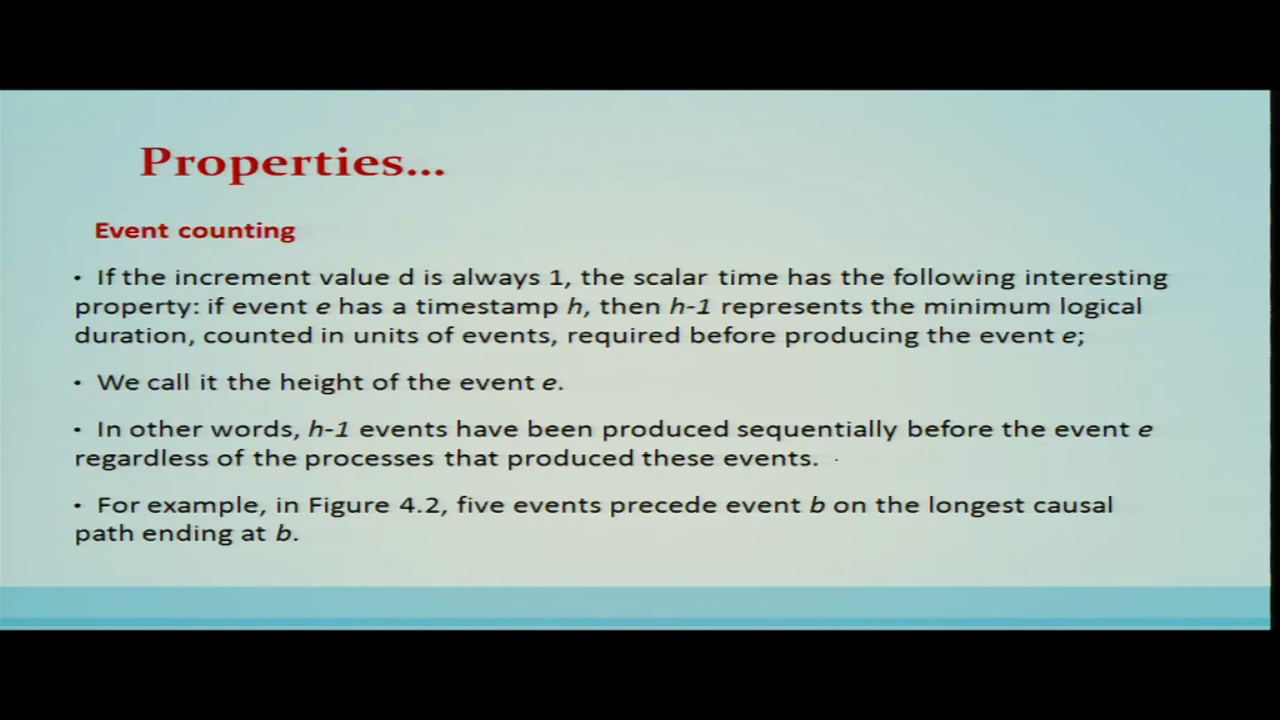 Properties...
Event counting
• If the increment value d is always 1, the scalar time has the following interesting
property: if event e has a timestamp h, then h-1 represents the minimum logical
duration, counted in units of events, required before producing the event e;
• We call it the height of the event e.
• In other words, h-1 events have been produced sequentially before the event e
regardless of the processes that produced these events.
• For example, in Figure 4.2, five events precede event b on the longest causal
path ending at b.